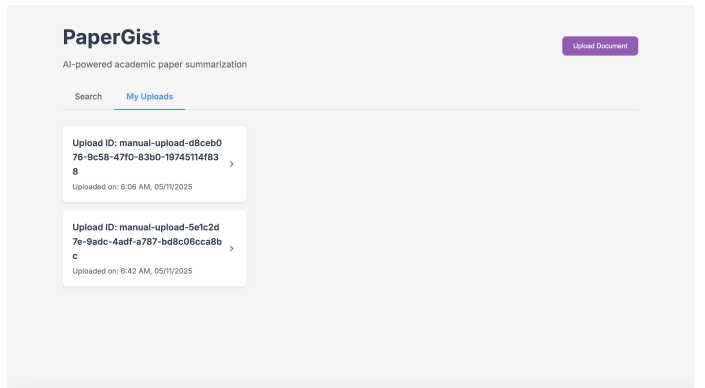 PaperGist
Upload Document
AI-powered academic paper summarization
Search
My Uploads
Upload ID: manual-upload-d8ceb0
76-9c58-47f0-83b0-19745114f83
8
Uploaded on: 6:06 AM, 05/11/2025
Upload ID: manual-upload-5e1c2d
7e-9adc-4adf-a787-bd8c06cca8b
c
Uploaded on: 6:42 AM, 05/11/2025